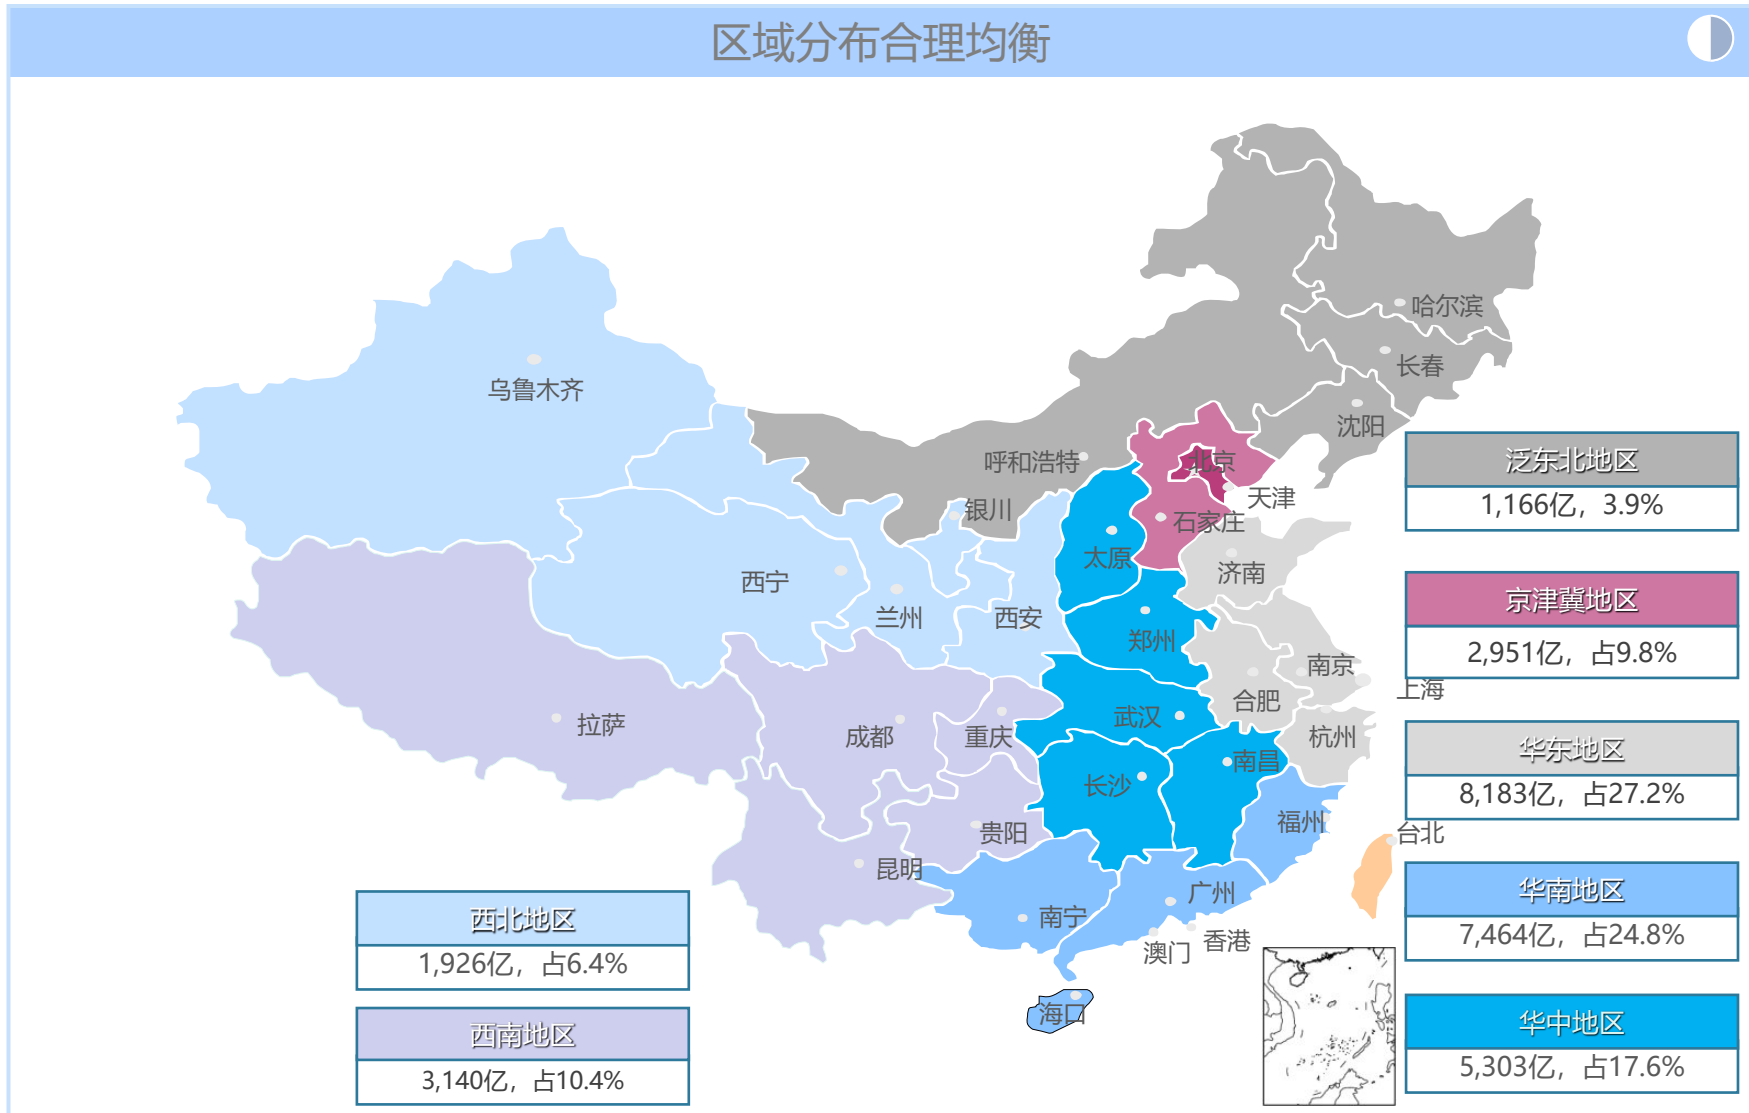 区域分布合理均衡
哈尔滨
长春
乌鲁木齐
沈阳
呼和浩特
北京
天津
银川
石家庄
太原
济南
西宁
兰州
西安
郑州
南京
上海
合肥
拉萨
成都
重庆
武汉
杭州
南昌
长沙
福州
贵阳
台北
昆明
广州
南宁
香港
澳门
海口
泛东北地区
1,166亿，3.9%
京津冀地区
2,951亿，占9.8%
华东地区
8,183亿，占27.2%
华南地区
7,464亿，占24.8%
华中地区
5,303亿，占17.6%
西北地区
1,926亿，占6.4%
西南地区
3,140亿，占10.4%